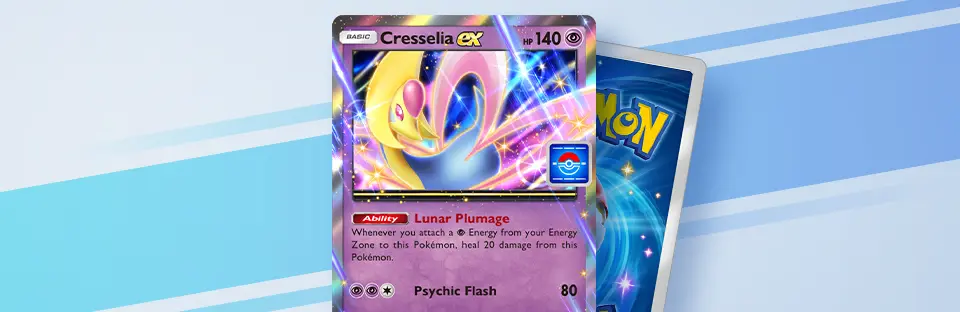 BASIC Cresselia ex HP 140
MON
Ability Lunar Plumage
Whenever you attach a Energy from your Energy
Zone to this Pokémon, heal 20 damage from this
Pokémon.
Psychic Flash 80